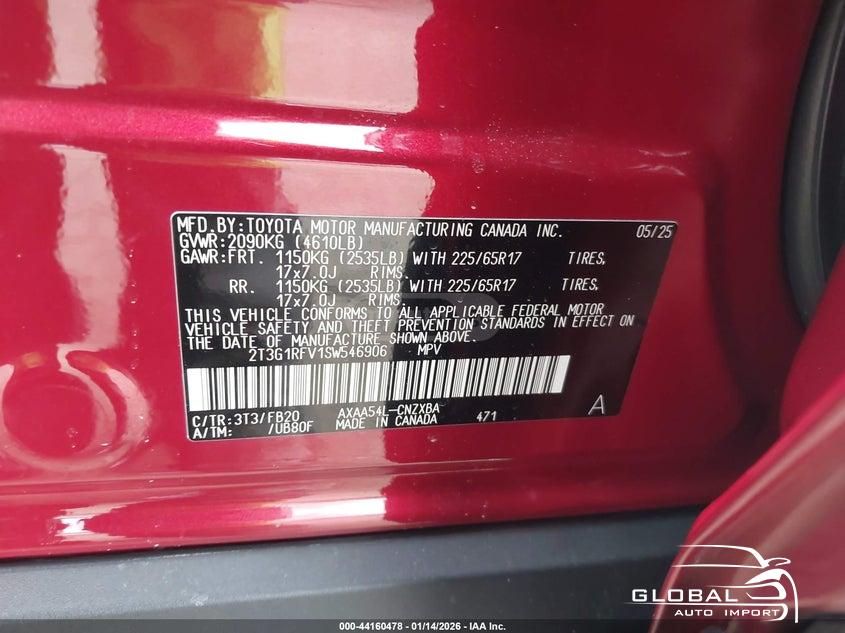 MFD.BY:TOYOTA MOTOR MANUFACTURING CANADA INC. 05/25
GVWR:2090KG (4610LB)
GAWR:FRT. 1150KG (2535LB) WITH 225/65R17 TIRES,
17x7.0J RIMS.
RR. 1150KG (2535LB) WITH 225/65R17 TIRES,
17x7.0J RIMS.
THIS VEHICLE CONFORMS TO ALL APPLICABLE FEDERAL MOTOR
VEHICLE SAFETY AND THEFT PREVENTION STANDARDS IN EFFECT ON
THE DATE OF MANUFACTURE SHOWN ABOVE.
2T3G1RFV1SW546906 MPV
C/TR:3T3/FB20 AXAA54L-CNZXBA 471 A
A/TM: /UB80F MADE IN CANADA
GLOBAL
AUTO IMPORT
000-44160478 - 01/14/2026 - IAA Inc.